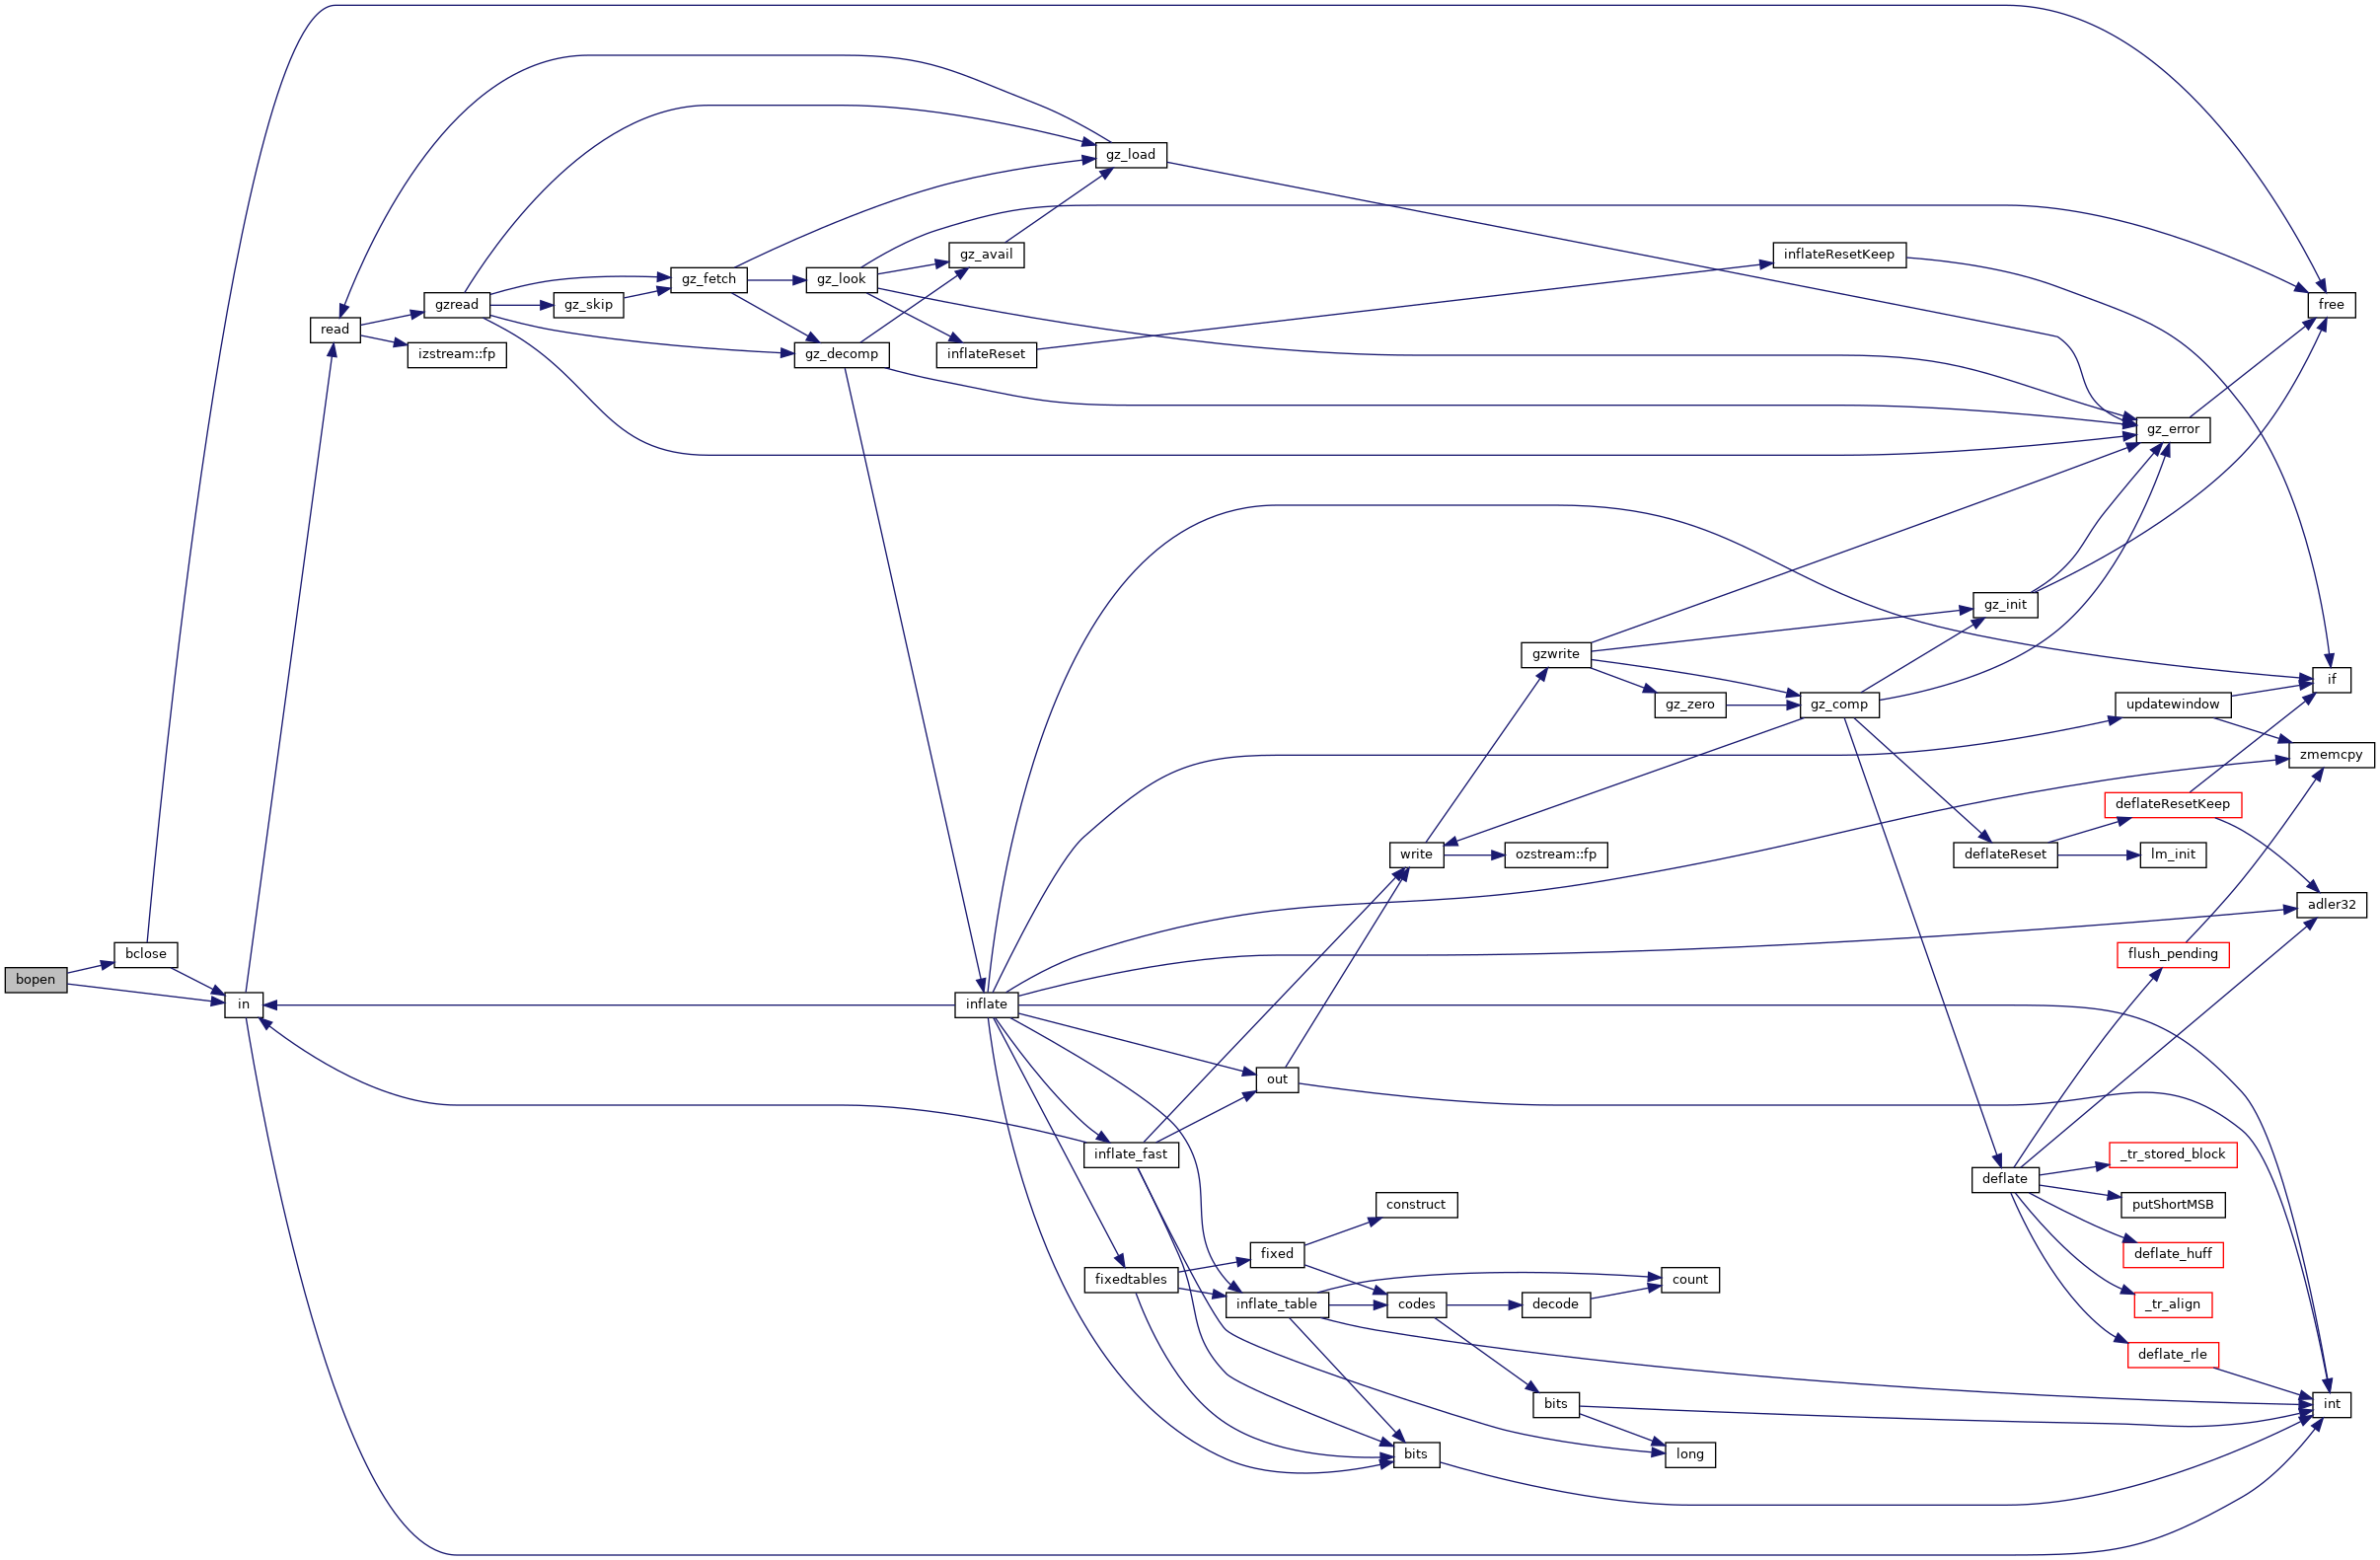 bopen
bclose
in
read
gzread
izstream::fp
gz_skip
gz_fetch
gz_look
gz_decomp
gz_avail
inflateReset
gz_load
inflateResetKeep
free
gz_error
gz_init
gzwrite
gz_zero
gz_comp
if
updatewindow
zmemcpy
deflateResetKeep
write
ozstream::fp
deflateReset
lm_init
adler32
flush_pending
inflate
out
inflate_fast
_tr_stored_block
deflate
putShortMSB
construct
fixed
deflate_huff
fixedtables
count
inflate_table
codes
decode
_tr_align
deflate_rle
bits
int
bits
long